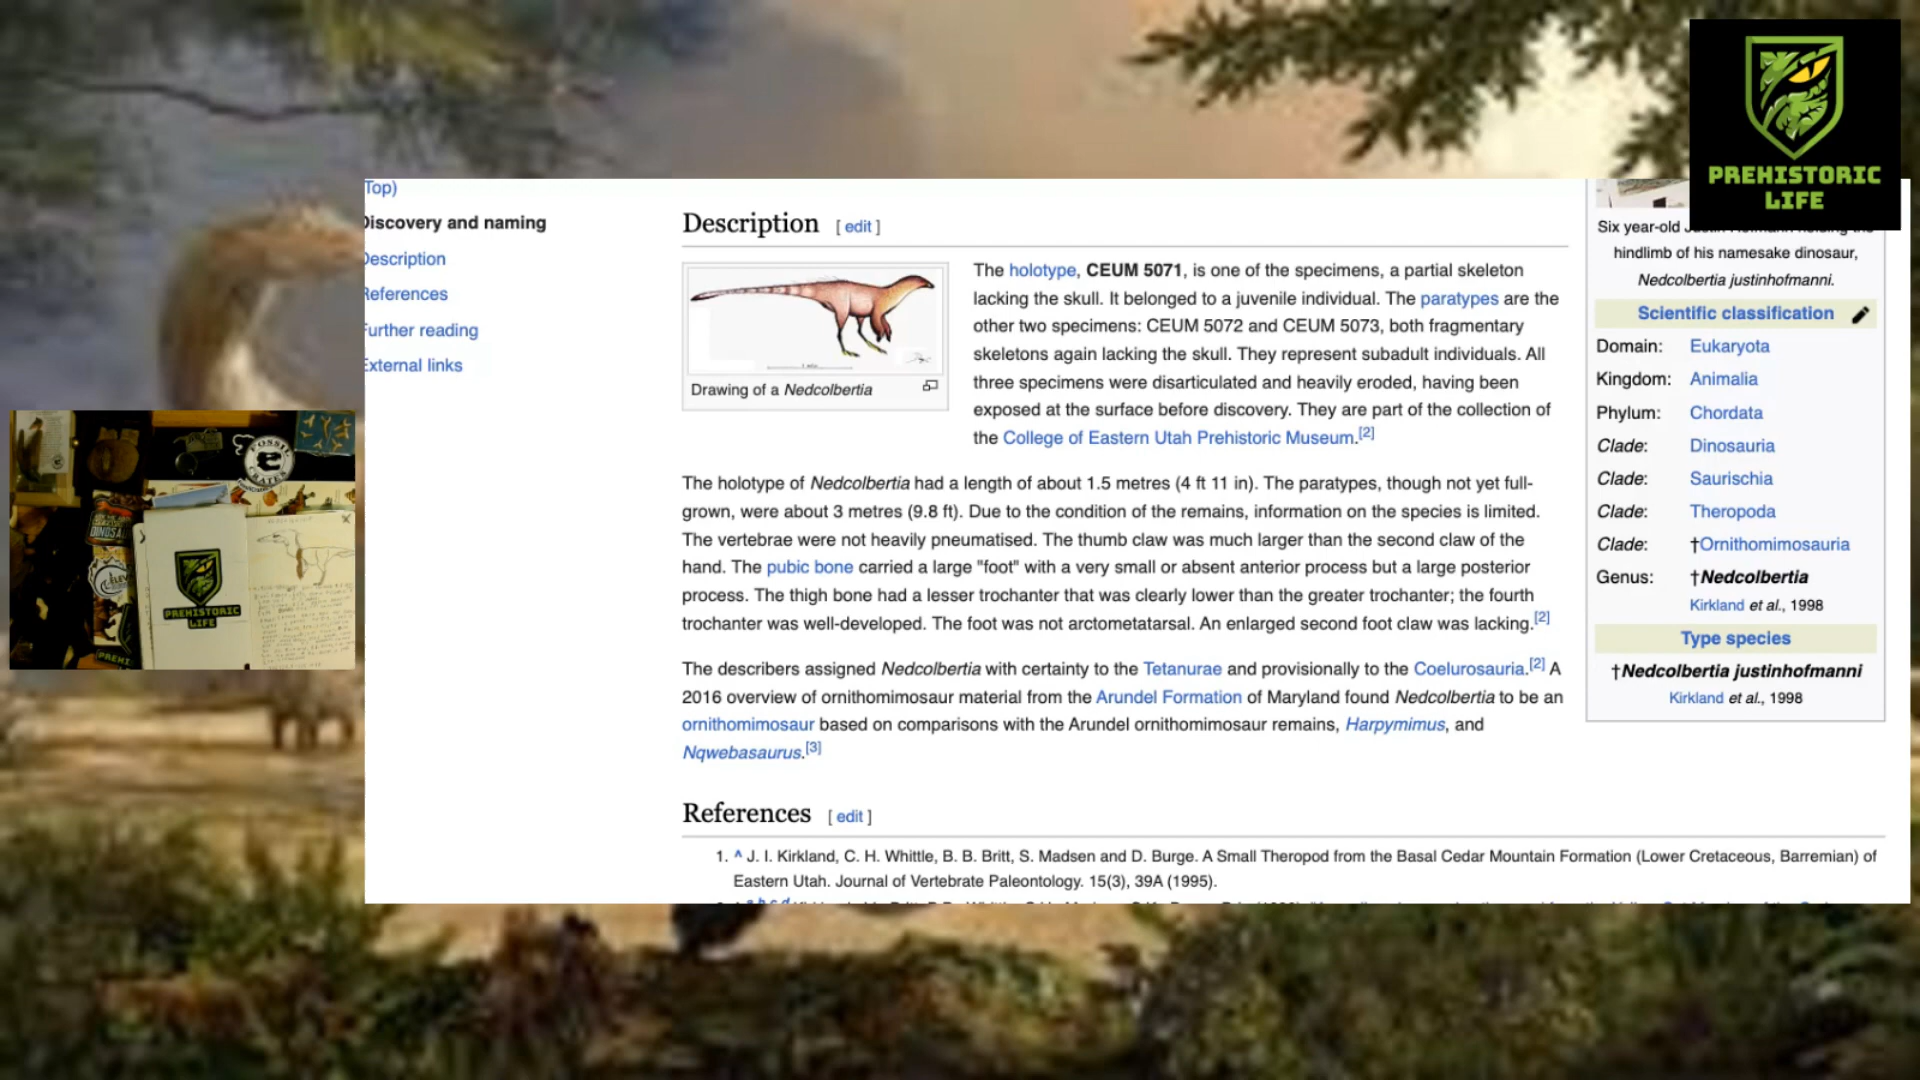 PREHISTORIC
LIFE
Top)
Discovery and naming
Description
References
Further reading
External links
Description [ edit ]
Drawing of a Nedcolbertia
The holotype, CEUM 5071, is one of the specimens, a partial skeleton
lacking the skull. It belonged to a juvenile individual. The paratypes are the
other two specimens: CEUM 5072 and CEUM 5073, both fragmentary
skeletons again lacking the skull. They represent subadult individuals. All
three specimens were disarticulated and heavily eroded, having been
exposed at the surface before discovery. They are part of the collection of
the College of Eastern Utah Prehistoric Museum.[2]
The holotype of Nedcolbertia had a length of about 1.5 metres (4 ft 11 in). The paratypes, though not yet full-
grown, were about 3 metres (9.8 ft). Due to the condition of the remains, information on the species is limited.
The vertebrae were not heavily pneumatised. The thumb claw was much larger than the second claw of the
hand. The pubic bone carried a large "foot" with a very small or absent anterior process but a large posterior
process. The thigh bone had a lesser trochanter that was clearly lower than the greater trochanter; the fourth
trochanter was well-developed. The foot was not arctometatarsal. An enlarged second foot claw was lacking.[2]
The describers assigned Nedcolbertia with certainty to the Tetanurae and provisionally to the Coelurosauria.[2] A
2016 overview of ornithomimosaur material from the Arundel Formation of Maryland found Nedcolbertia to be an
ornithomimosaur based on comparisons with the Arundel ornithomimosaur remains, Harpymimus, and
Nqwebasaurus.[3]
References [ edit ]
1. ^ J. I. Kirkland, C. H. Whittle, B. B. Britt, S. Madsen and D. Burge. A Small Theropod from the Basal Cedar Mountain Formation (Lower Cretaceous, Barremian) of
Eastern Utah. Journal of Vertebrate Paleontology. 15(3), 39A (1995).
Six year-old
hindlimb of his namesake dinosaur,
Nedcolbertia justinhofmanni.
Scientific classification
Domain: Eukaryota
Kingdom: Animalia
Phylum: Chordata
Clade: Dinosauria
Clade: Saurischia
Clade: Theropoda
Clade: †Ornithomimosauria
Genus: †Nedcolbertia
Kirkland et al., 1998
Type species
†Nedcolbertia justinhofmanni
Kirkland et al., 1998
FOSSIL
CRATES
PREHISTORIC
LIFE